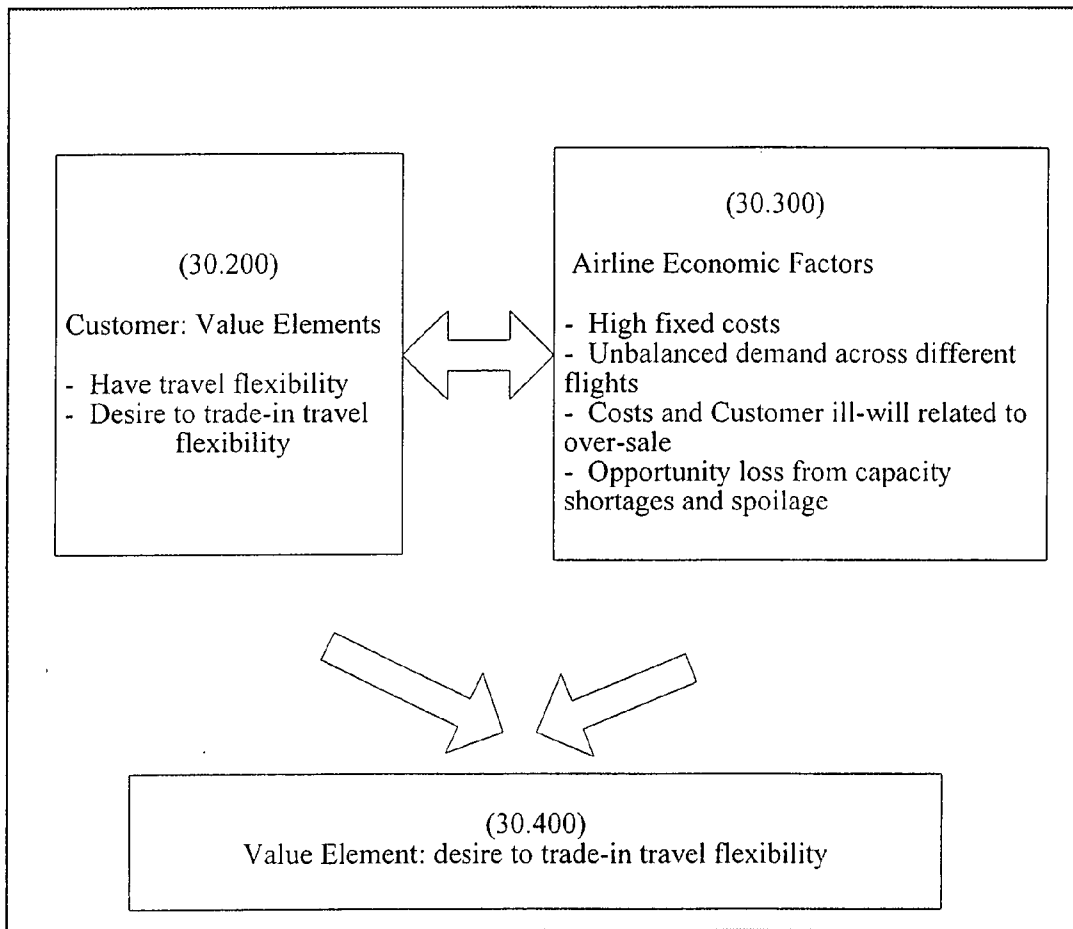 (30.200)
Customer: Value Elements
- Have travel flexibility
- Desire to trade-in travel
flexibility
(30.300)
Airline Economic Factors
- High fixed costs
- Unbalanced demand across different
flights
- Costs and Customer ill-will related to
over-sale
- Opportunity loss from capacity
shortages and spoilage
(30.400)
Value Element: desire to trade-in travel flexibility